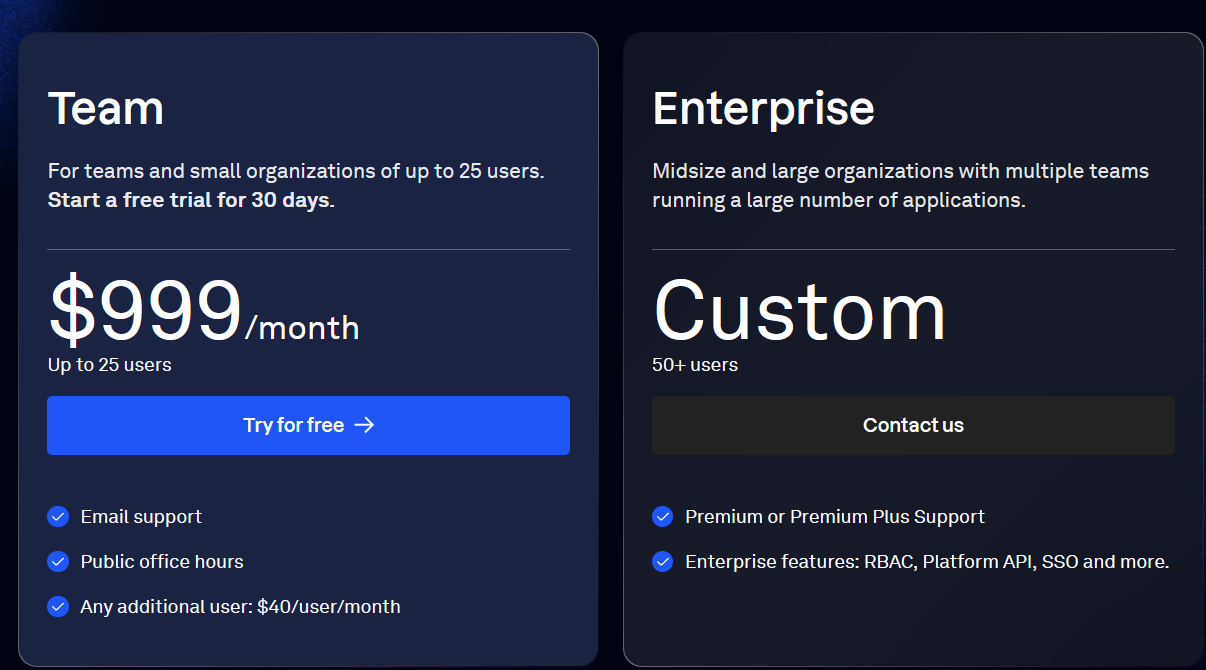 Team
For teams and small organizations of up to 25 users.
Start a free trial for 30 days.
$999/month
Up to 25 users
Try for free →
Email support
Public office hours
Any additional user: $40/user/month
Enterprise
Midsize and large organizations with multiple teams
running a large number of applications.
Custom
50+ users
Contact us
Premium or Premium Plus Support
Enterprise features: RBAC, Platform API, SSO and more.